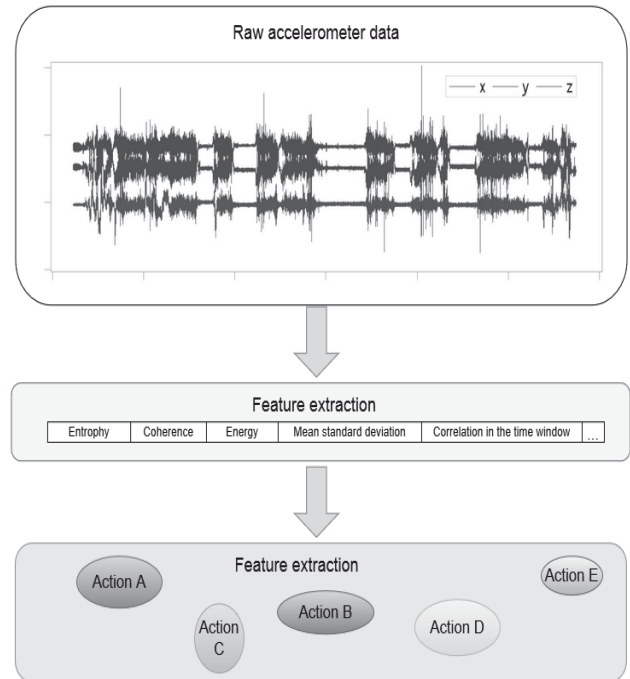 Raw accelerometer data
x y z
Feature extraction
Entrophy Coherence Energy Mean standard deviation Correlation in the time window ...
Feature extraction
Action A
Action E
Action B
Action
C
Action D